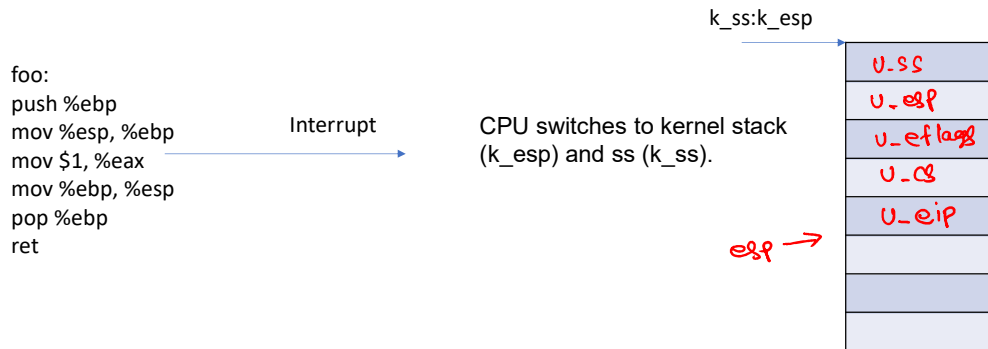 k_ss:k_esp
foo:
push %ebp
mov %esp, %ebp
mov $1, %eax
mov %ebp, %esp
pop %ebp
ret
Interrupt
CPU switches to kernel stack
(k_esp) and ss (k_ss).
u_ss
u_esp
u_eflags
u_cs
u_eip
esp